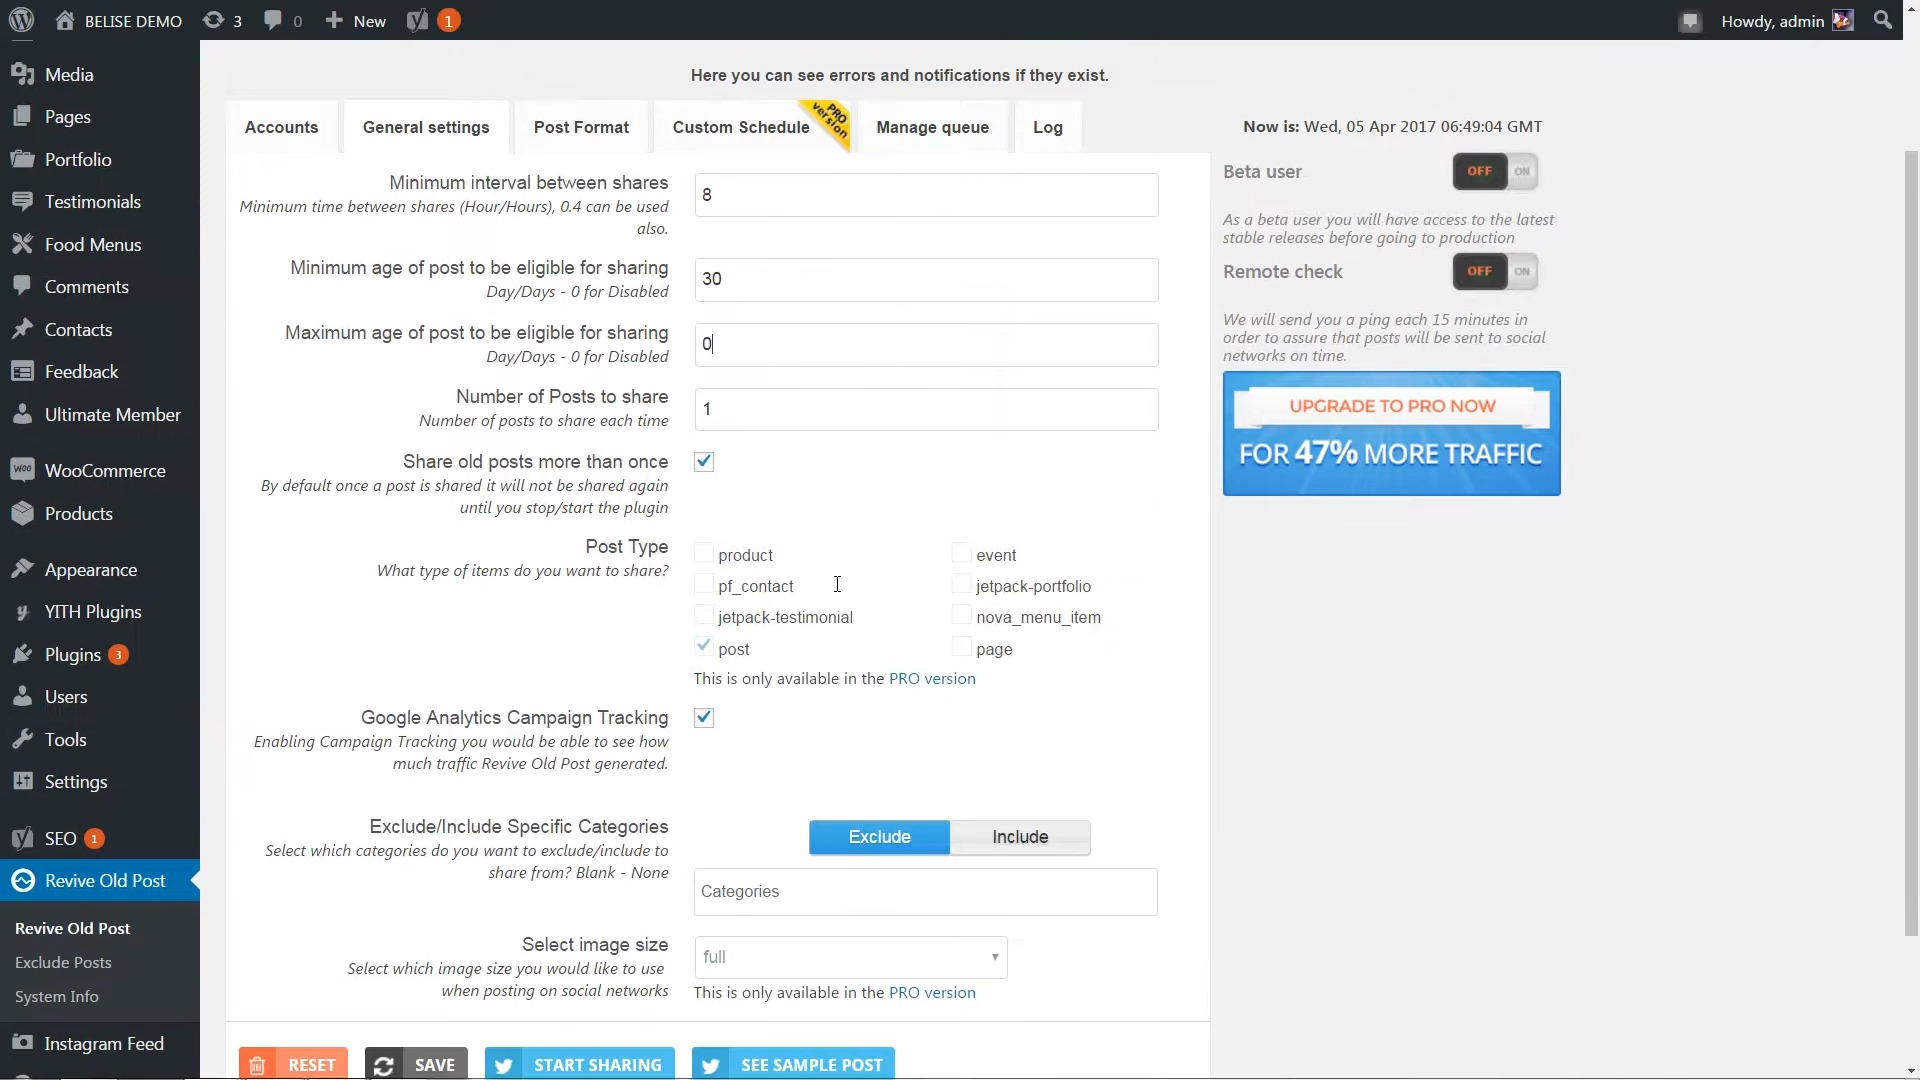 BELISE DEMO 3 0 New 1 Howdy, admin
Media
Pages
Portfolio
Testimonials
Food Menus
Comments
Contacts
Feedback
Ultimate Member
WOO WooCommerce
Products
Appearance
YITH Plugins
Plugins 3
Users
Tools
Settings
SEO 1
Revive Old Post
Revive Old Post
Exclude Posts
System Info
Instagram Feed
Here you can see errors and notifications if they exist.
Accounts General settings Post Format Custom Schedule PRO version Manage queue Log
Minimum interval between shares 8
Minimum time between shares (Hour/Hours), 0.4 can be used
also.
Minimum age of post to be eligible for sharing 30
Day/Days - 0 for Disabled
Maximum age of post to be eligible for sharing 0
Day/Days - 0 for Disabled
Number of Posts to share 1
Number of posts to share each time
Share old posts more than once
By default once a post is shared it will not be shared again
until you stop/start the plugin
Post Type
What type of items do you want to share?
product event
pf_contact jetpack-portfolio
jetpack-testimonial nova_menu_item
post page
This is only available in the PRO version
Google Analytics Campaign Tracking
Enabling Campaign Tracking you would be able to see how
much traffic Revive Old Post generated.
Exclude/Include Specific Categories Exclude Include
Select which categories do you want to exclude/include to
share from? Blank - None
Categories
Select image size full
Select which image size you would like to use
when posting on social networks
This is only available in the PRO version
RESET SAVE START SHARING SEE SAMPLE POST
Now is: Wed, 05 Apr 2017 06:49:04 GMT
Beta user OFF ON
As a beta user you will have access to the latest
stable releases before going to production
Remote check OFF ON
We will send you a ping each 15 minutes in
order to assure that posts will be sent to social
networks on time.
UPGRADE TO PRO NOW
FOR 47% MORE TRAFFIC